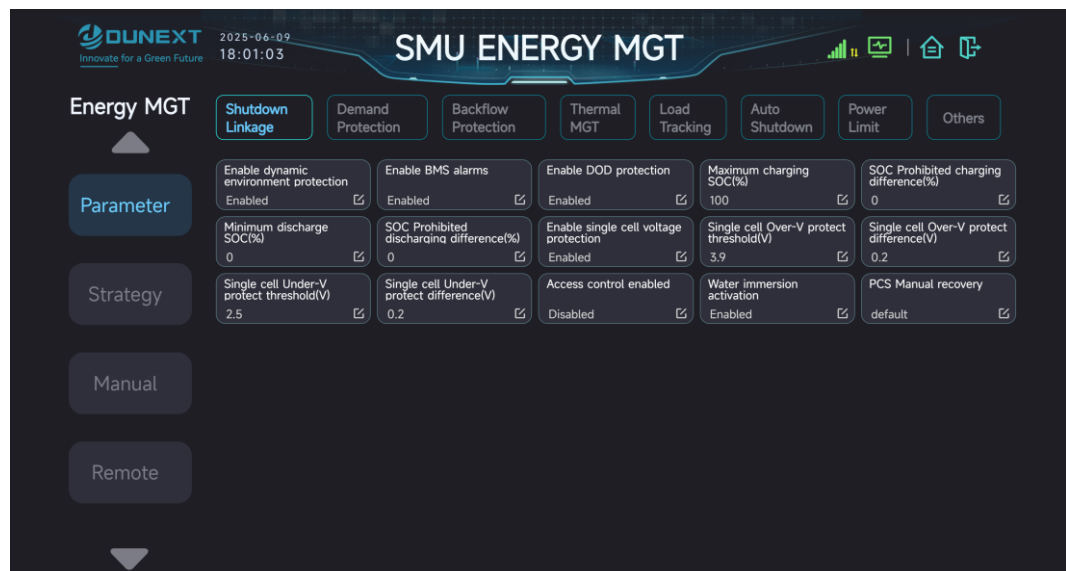 DUNEXT
Innovate for a Green Future
2025-06-09
18:01:03
SMU ENERGY MGT
Energy MGT
Shutdown
Linkage
Demand
Protection
Backflow
Protection
Thermal
MGT
Load
Tracking
Auto
Shutdown
Power
Limit
Others
Parameter
Strategy
Manual
Remote
Enable dynamic
environment protection
Enabled
Enable BMS alarms
Enabled
Enable DOD protection
Enabled
Maximum charging
SOC(%)
100
SOC Prohibited charging
difference(%)
0
Minimum discharge
SOC(%)
0
SOC Prohibited
discharging difference(%)
0
Enable single cell voltage
protection
Enabled
Single cell Over-V protect
threshold(V)
3.9
Single cell Over-V protect
difference(V)
0.2
Single cell Under-V
protect threshold(V)
2.5
Single cell Under-V
protect difference(V)
0.2
Access control enabled
Disabled
Water immersion
activation
Enabled
PCS Manual recovery
default